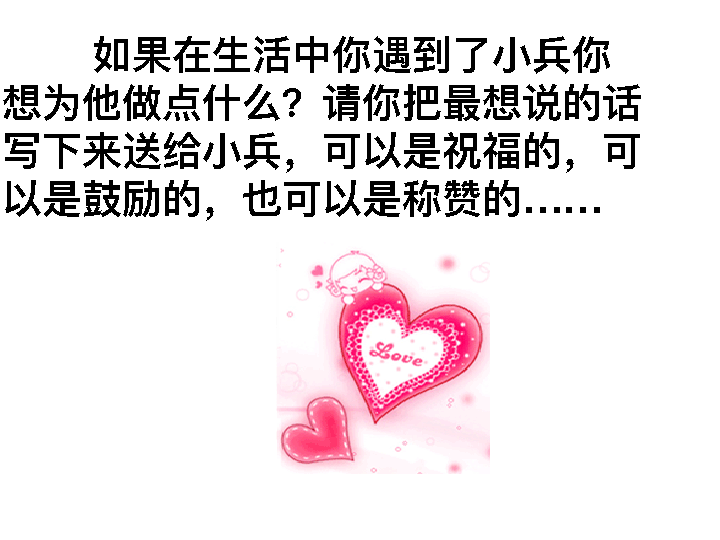 如果在生活中你遇到了小兵你
想为他做点什么？请你把最想说的话
写下来送给小兵，可以是祝福的，可
以是鼓励的，也可以是称赞的……
Love